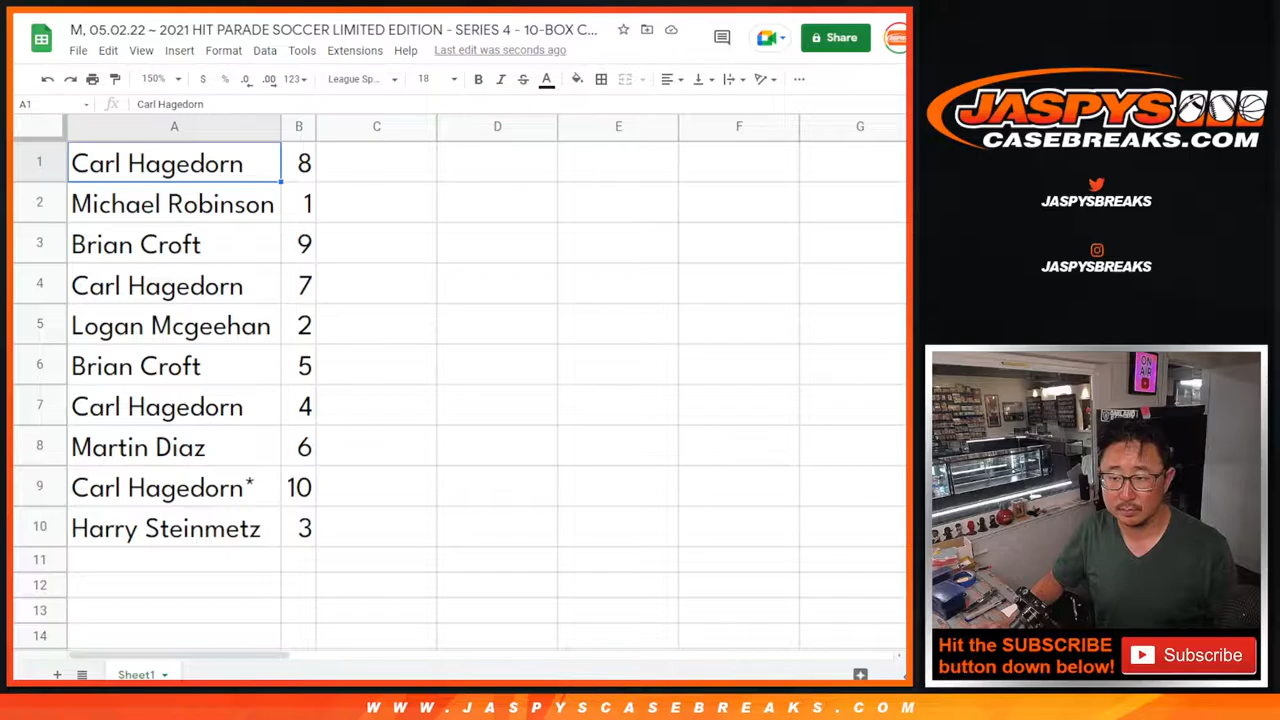 M, 05.02.22 ~ 2021 HIT PARADE SOCCER LIMITED EDITION - SERIES 4 - 10-BOX C...
Share
File Edit View Insert Format Data Tools Extensions Help Last edit was seconds ago
150% $ % .0 .00 123 League Sp... 18 B I S A
A1 fx Carl Hagedorn
A B C D E F G
1 Carl Hagedorn 8
2 Michael Robinson 1
3 Brian Croft 9
4 Carl Hagedorn 7
5 Logan Mcgeehan 2
6 Brian Croft 5
7 Carl Hagedorn 4
8 Martin Diaz 6
9 Carl Hagedorn* 10
10 Harry Steinmetz 3
11
12
13
14
Sheet1
JASPYS
CASEBREAKS.COM
JASPYSBREAKS
JASPYSBREAKS
ON
AIR
Hit the SUBSCRIBE
button down below!
Subscribe
WWW.JASPYSCASEBREAKS.COM